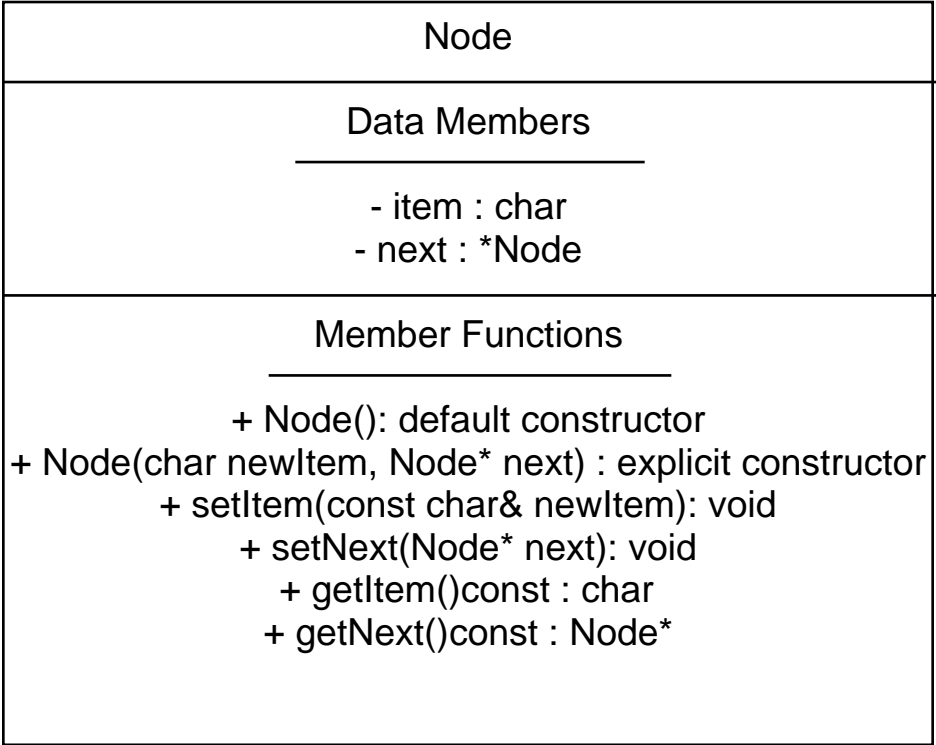 Node
Data Members
- item : char
- next : *Node
Member Functions
+ Node(): default constructor
+ Node(char newItem, Node* next) : explicit constructor
+ setItem(const char& newItem): void
+ setNext(Node* next): void
+ getItem()const : char
+ getNext()const : Node*